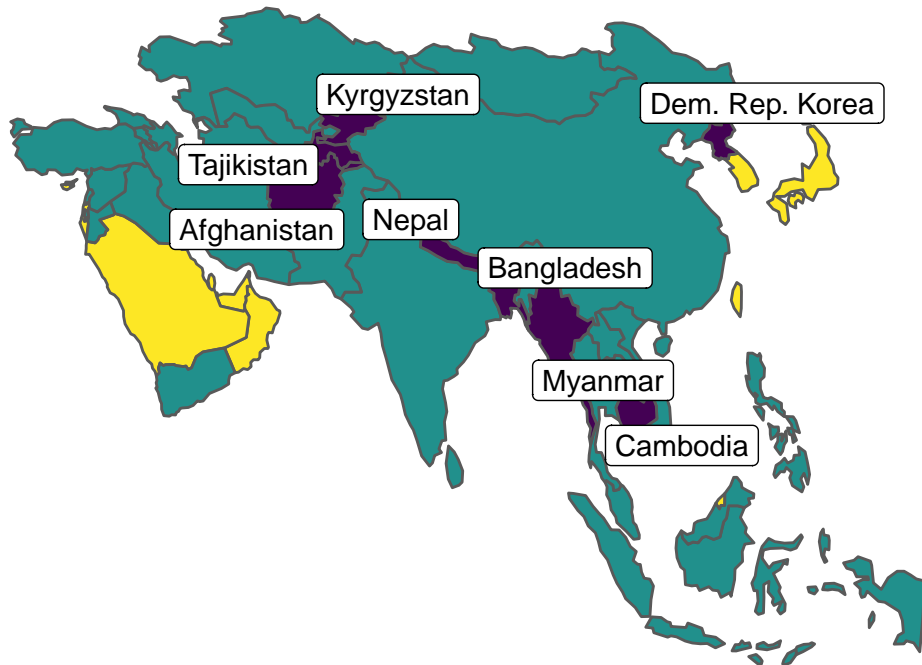 Kyrgyzstan
Dem. Rep. Korea
Tajikistan
Afghanistan
Nepal
Bangladesh
Myanmar
Cambodia